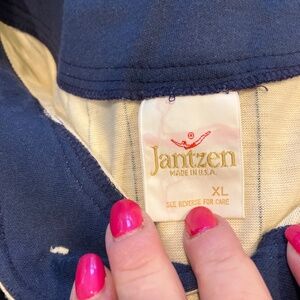 Jantzen
MADE IN U.S.A.
XL
SEE REVERSE FOR CARE